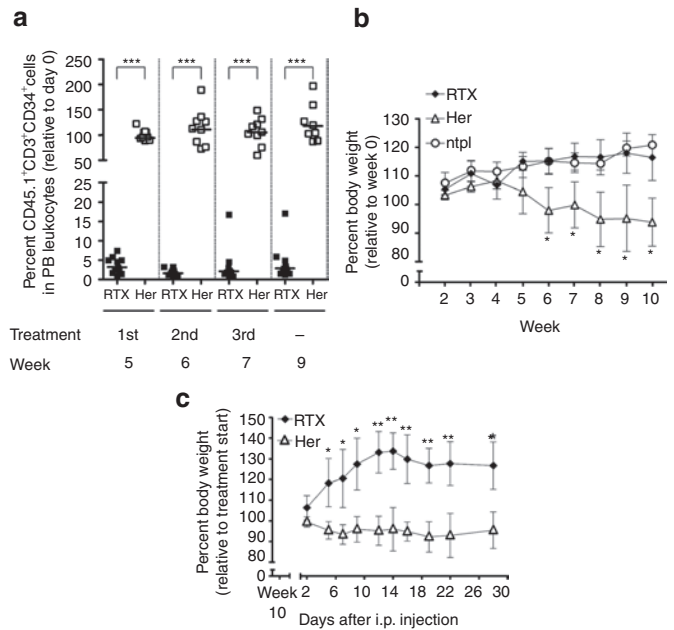 a
Percent CD45.1+CD3+CD34+cells
in PB leukocytes (relative to day 0)
250
200
150
100
50
25
20
15
10
5
0
*** *** *** ***
RTX Her RTX Her RTX Her RTX Her
Treatment 1st 2nd 3rd –
Week 5 6 7 9
b
RTX
Her
ntpl
Percent body weight
(relative to week 0)
130
120
110
100
90
80
0
* * * * *
2 3 4 5 6 7 8 9 10
Week
c
RTX
Her
Percent body weight
(relative to treatment start)
150
140
130
120
110
100
90
80
0
* * * ** ** * ** ** *
Week 2 6 9 14 18 22 26 30
10
Days after i.p. injection